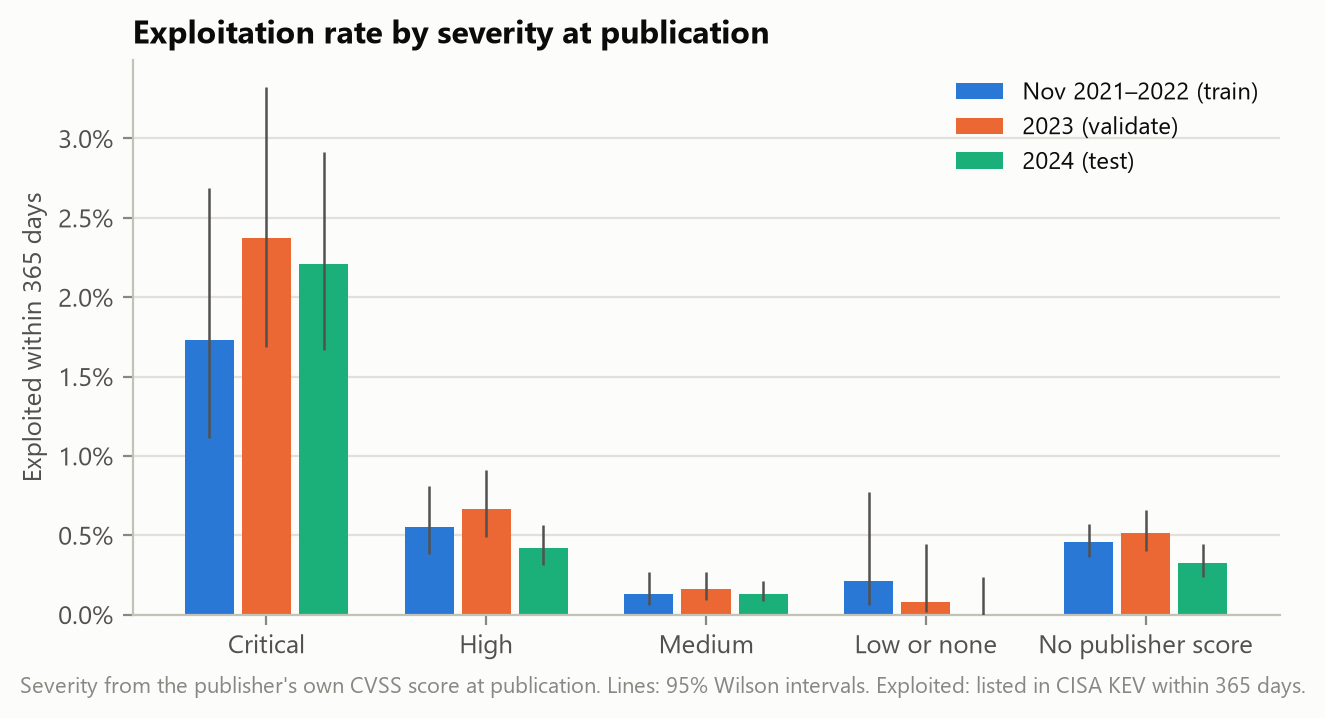 Exploitation rate by severity at publication
Nov 2021–2022 (train)
2023 (validate)
2024 (test)
Exploited within 365 days
3.0%
2.5%
2.0%
1.5%
1.0%
0.5%
0.0%
Critical
High
Medium
Low or none
No publisher score
Severity from the publisher's own CVSS score at publication. Lines: 95% Wilson intervals. Exploited: listed in CISA KEV within 365 days.